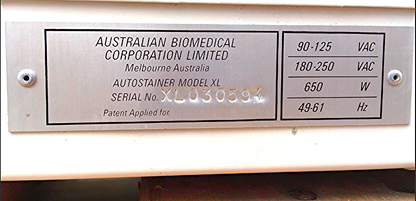 AUSTRALIAN BIOMEDICAL
CORPORATION LIMITED
Melbourne Australia
AUTOSTAINER MODEL XL
SERIAL No. XL030594
Patent Applied for.
90-125 VAC
180-250 VAC
650 W
49-61 Hz